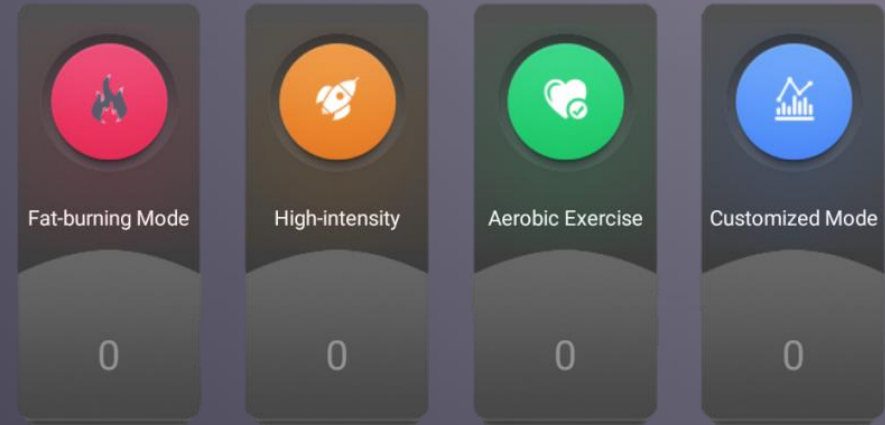 Fat-burning Mode
High-intensity
Aerobic Exercise
Customized Mode
0
0
0
0